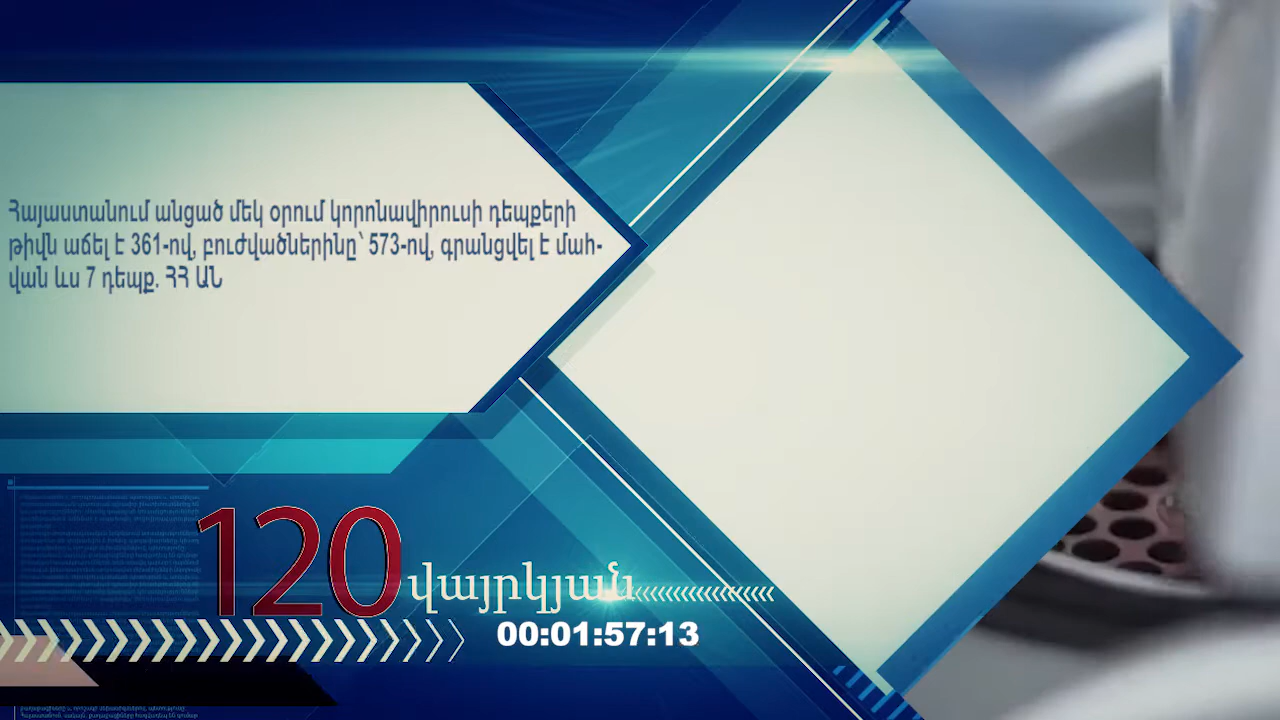 Հայաստանում անցած մեկ օրում կորոնավիրուսի դեպքերի
թիվն աճել է 361-ով, բուժվածներինը՝ 573-ով, գրանցվել է մահ-
վան ևս 7 դեպք. ՀՀ ԱՆ
120
վայրկյան
00:01:57:13